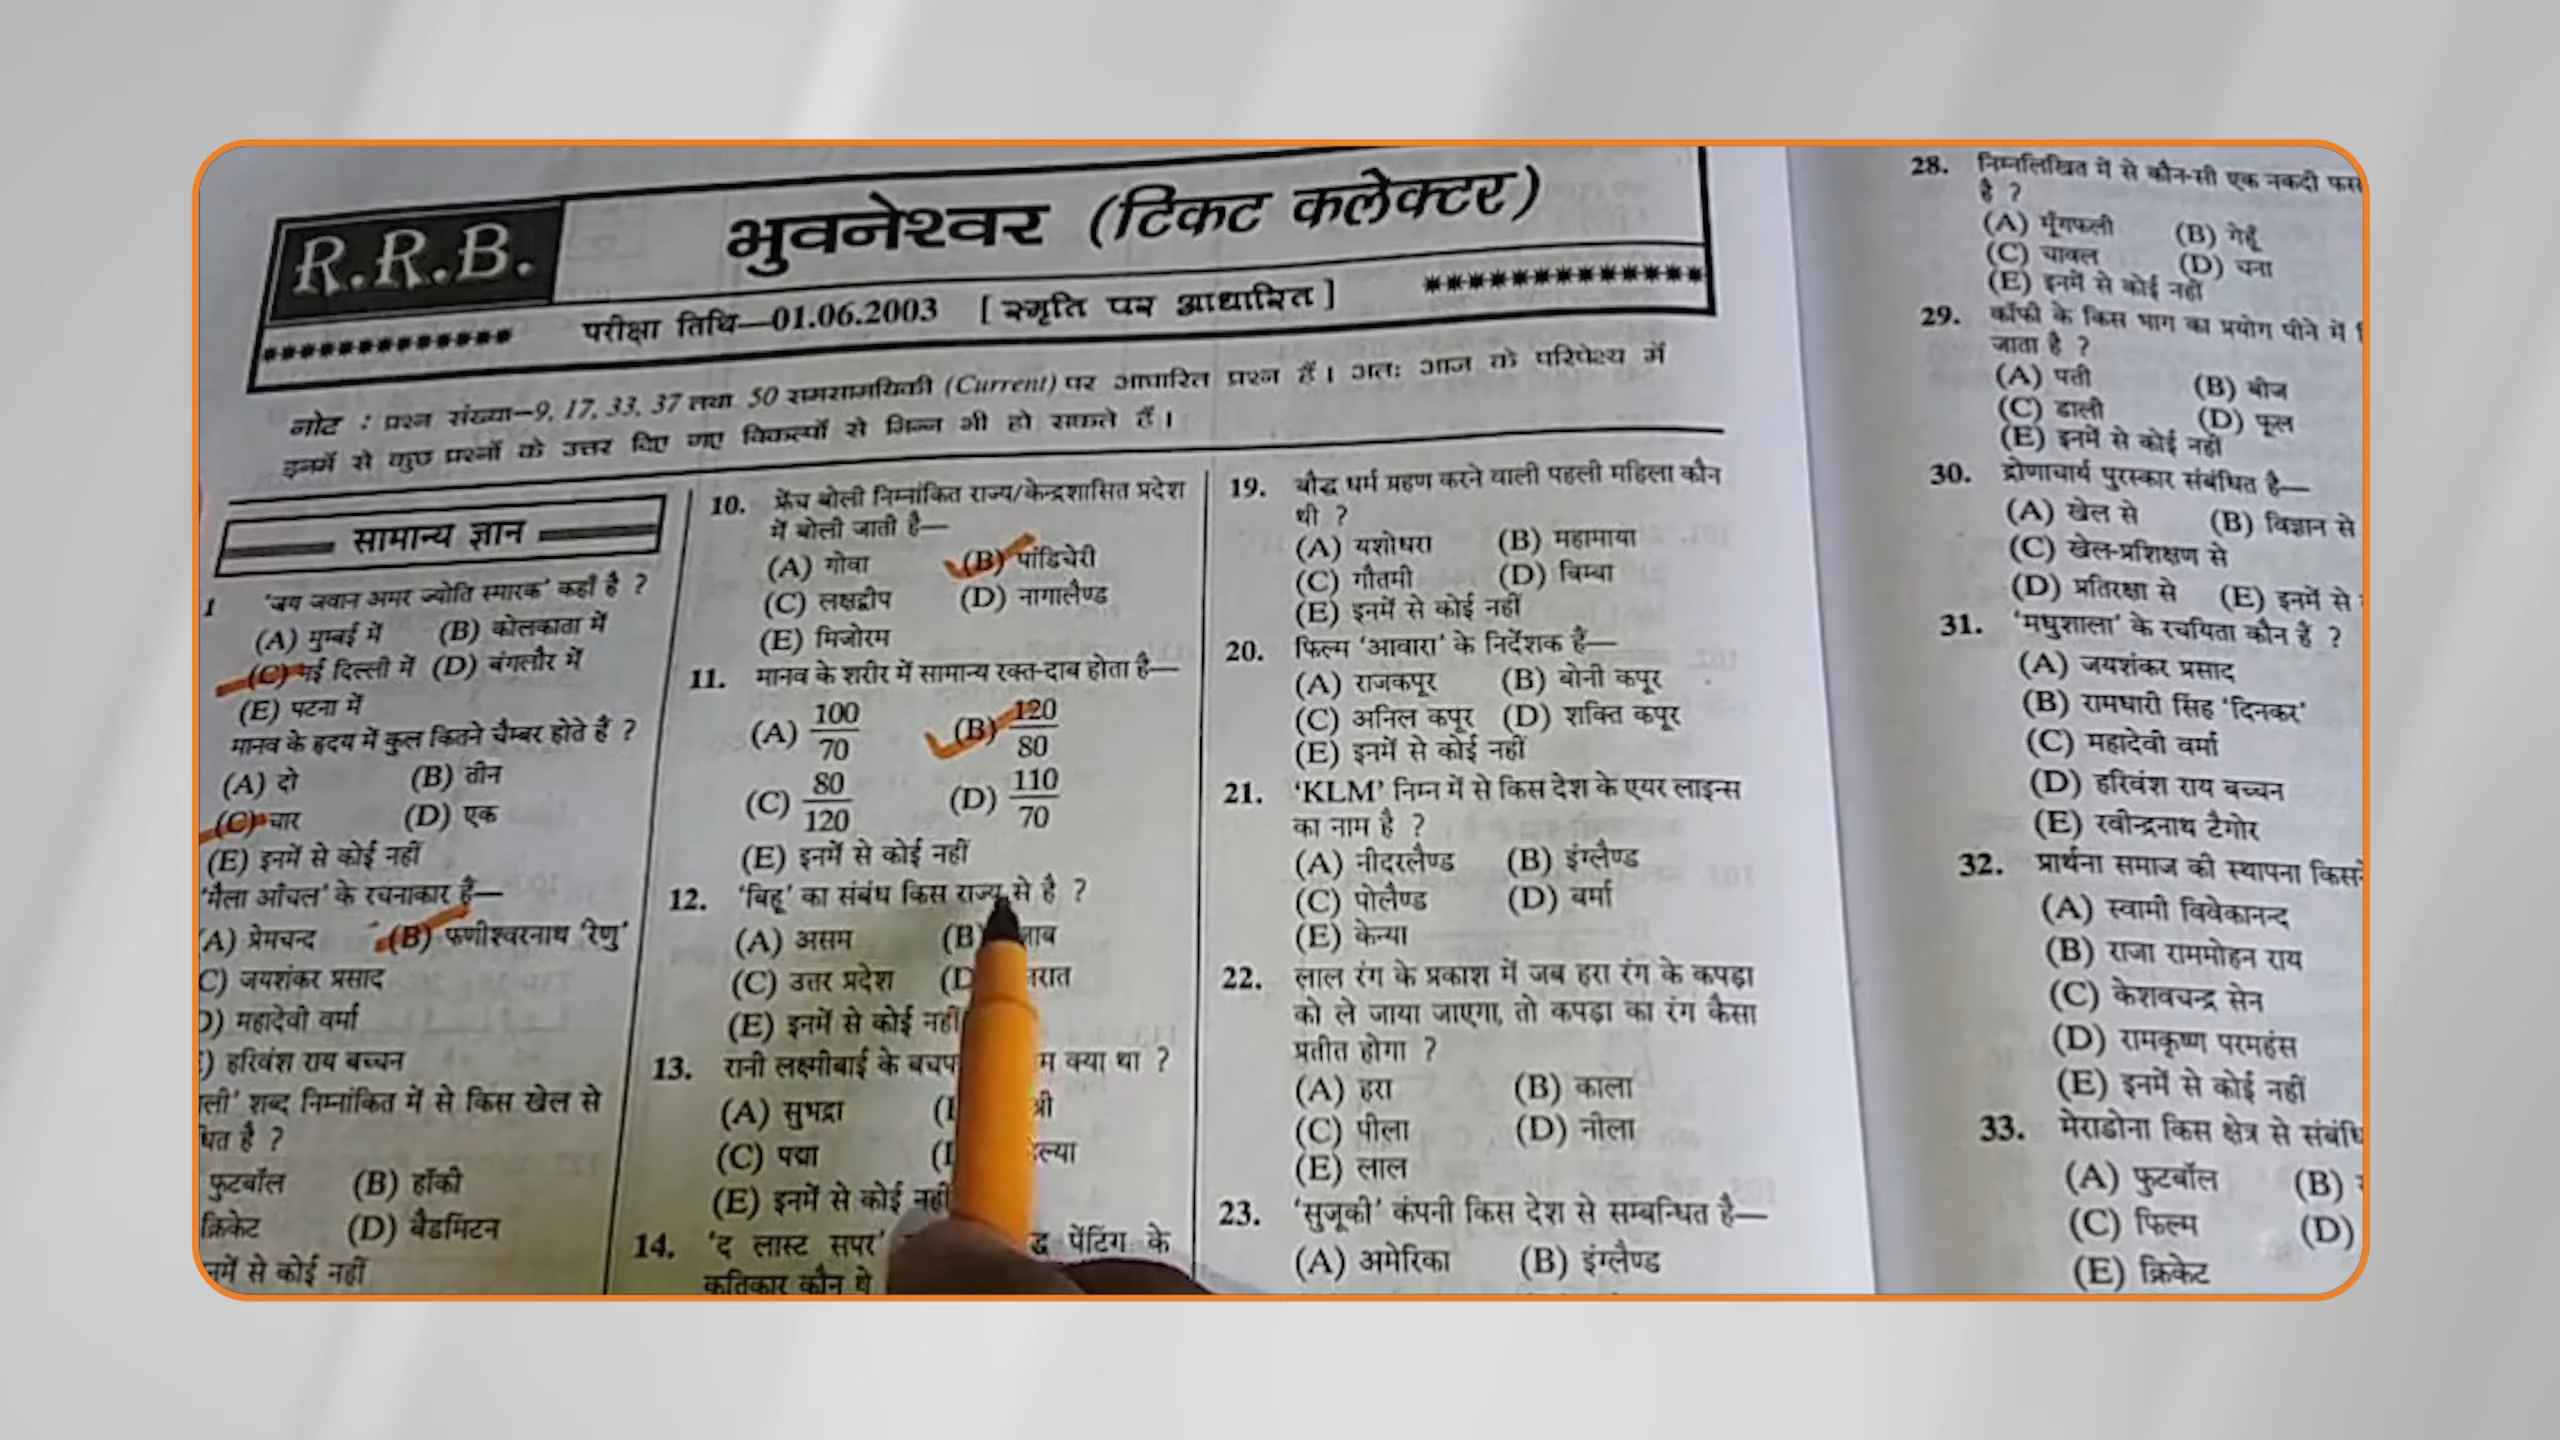 R.R.B.
भुवनेश्वर (टिकट कलेक्टर)
परीक्षा तिथि—01.06.2003 [ स्मृति पर आधारित ]
नोट : प्रश्न संख्या—9, 17, 33, 37 तथा 50 समसामयिकी (Current) पर आधारित प्रश्न हैं। अतः आज के परिपेश्य में
इनमें से कुछ प्रश्नों के उत्तर दिए गए विकल्पों से भिन्न भी हो सकते हैं।
सामान्य ज्ञान
1 'जय जवान अमर ज्योति स्मारक' कहाँ है ?
(A) मुम्बई में (B) कोलकाता में
(C) नई दिल्ली में (D) बंगलौर में
(E) पटना में
मानव के हृदय में कुल कितने चैम्बर होते हैं ?
(A) दो (B) तीन
(C) चार (D) एक
(E) इनमें से कोई नहीं
'मैला आँचल' के रचनाकार हैं—
(A) प्रेमचन्द (B) फणीश्वरनाथ 'रेणु'
(C) जयशंकर प्रसाद
(D) महादेवी वर्मा
) हरिवंश राय बच्चन
ली' शब्द निम्नांकित में से किस खेल से
है ?
फुटबॉल (B) हॉकी
क्रिकेट (D) बैडमिंटन
से कोई नहीं
10. फ्रेंच बोली निम्नांकित राज्य/केन्द्रशासित प्रदेश
में बोली जाती है—
(A) गोवा (B) पांडिचेरी
(C) लक्षद्वीप (D) नागालैण्ड
(E) मिजोरम
11. मानव के शरीर में सामान्य रक्त-दाब होता है—
(A) 100/70 (B) 120/80
(C) 80/120 (D) 110/70
(E) इनमें से कोई नहीं
12. 'बिहू' का संबंध किस राज्य से है ?
(A) असम (B)
(C) उत्तर प्रदेश
(E) इनमें से कोई नहीं
13. रानी लक्ष्मीबाई के क्या था ?
(A) सुभद्रा
(C) पद्मा
(E) इनमें से कोई नहीं
14. 'द लास्ट सपर' पेंटिंग के
कृतिकार कौन थे
19. बौद्ध धर्म ग्रहण करने वाली पहली महिला कौन
थी ?
(A) यशोधरा (B) महामाया
(C) गौतमी (D) बिम्बा
(E) इनमें से कोई नहीं
20. फिल्म 'आवारा' के निर्देशक हैं—
(A) राजकपूर (B) बोनी कपूर
(C) अनिल कपूर (D) शक्ति कपूर
(E) इनमें से कोई नहीं
21. 'KLM' निम्न में से किस देश के एयर लाइन्स
का नाम है ?
(A) नीदरलैण्ड (B) इंग्लैण्ड
(C) पोलैण्ड (D) बर्मा
(E) केन्या
22. लाल रंग के प्रकाश में जब हरा रंग के कपड़ा
को ले जाया जाएगा, तो कपड़ा का रंग कैसा
प्रतीत होगा ?
(A) हरा (B) काला
(C) पीला (D) नीला
(E) लाल
23. 'सुजूकी' कंपनी किस देश से सम्बन्धित है—
(A) अमेरिका (B) इंग्लैण्ड
28. निम्नलिखित में से कौन-सी एक नकदी
है ?
(A) मूँगफली (B) गेहूँ
(C) चावल (D) चना
(E) इनमें से कोई नहीं
29. कॉफी के किस भाग का प्रयोग पीने में
जाता है ?
(A) पत्ती (B) बीज
(C) डाली (D) फूल
(E) इनमें से कोई नहीं
30. द्रोणाचार्य पुरस्कार संबंधित है—
(A) खेल से (B) विज्ञान से
(C) खेल-प्रशिक्षण से
(D) प्रतिरक्षा से (E) इनमें से
31. 'मधुशाला' के रचयिता कौन हैं ?
(A) जयशंकर प्रसाद
(B) रामधारी सिंह 'दिनकर'
(C) महादेवी वर्मा
(D) हरिवंश राय बच्चन
(E) रवीन्द्रनाथ टैगोर
32. प्रार्थना समाज की स्थापना किसने
(A) स्वामी विवेकानन्द
(B) राजा राममोहन राय
(C) केशवचन्द्र सेन
(D) रामकृष्ण परमहंस
(E) इनमें से कोई नहीं
33. मेराडोना किस क्षेत्र से
(A) फुटबॉल (B)
(C) फिल्म (D)
(E) क्रिकेट